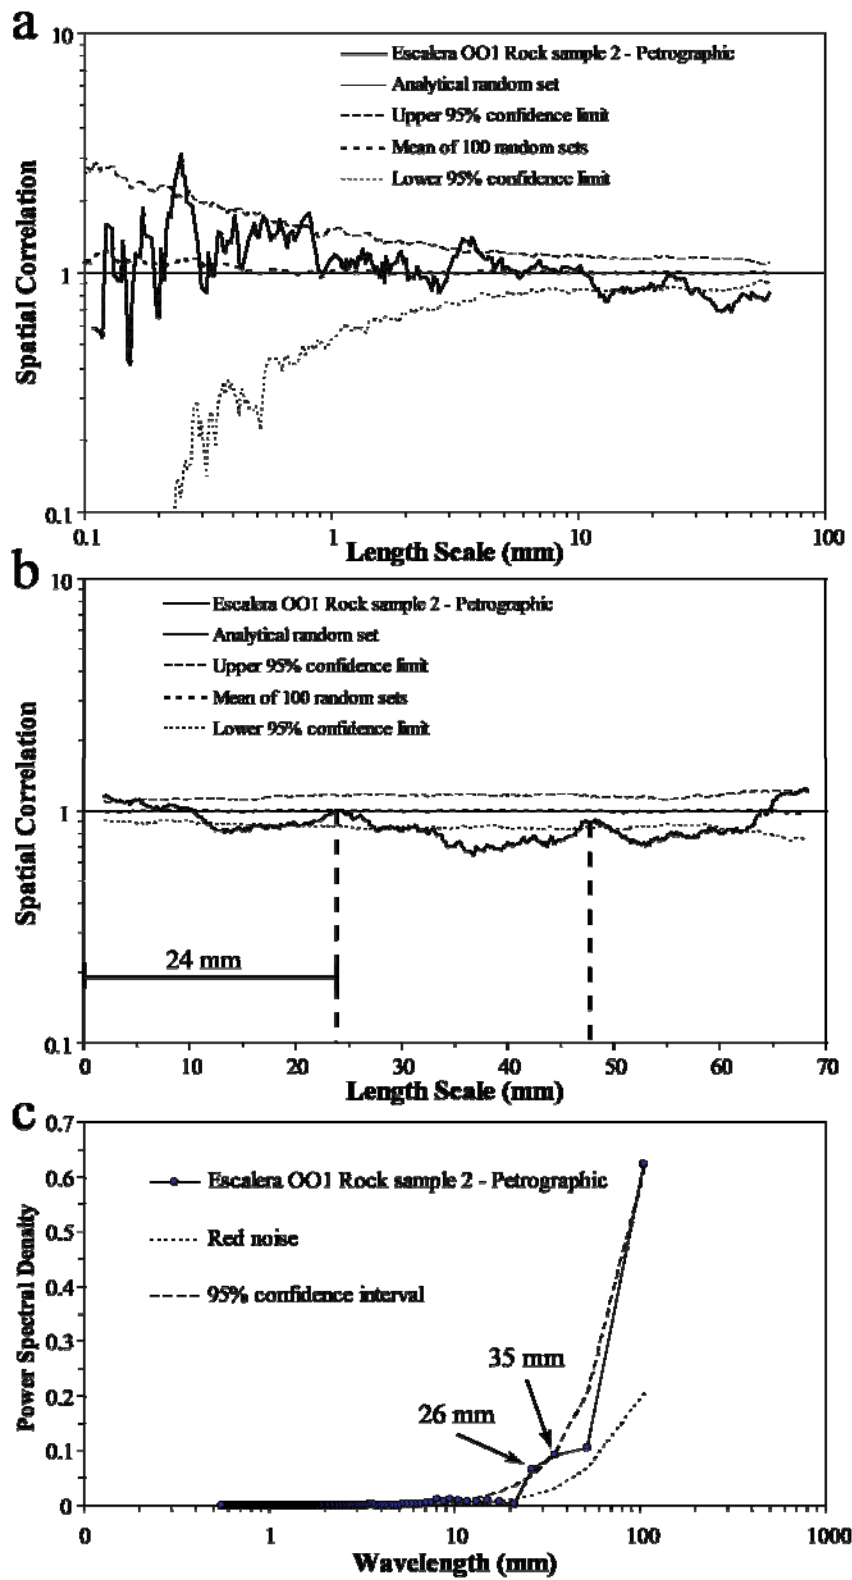 a
10
Escalera OO1 Rock sample 2 - Petrographic
Analytical random set
Upper 95% confidence limit
Mean of 100 random sets
Lower 95% confidence limit
Spatial Correlation
1
0.1
0.1 1 10 100
Length Scale (mm)
b
10
Escalera OO1 Rock sample 2 - Petrographic
Analytical random set
Upper 95% confidence limit
Mean of 100 random sets
Lower 95% confidence limit
Spatial Correlation
1
24 mm
0.1
0 10 20 30 40 50 60 70
Length Scale (mm)
c
0.7
Escalera OO1 Rock sample 2 - Petrographic
0.6
0.5
Red noise
0.4
95% confidence interval
Power Spectral Density
0.3
35 mm
0.2
26 mm
0.1
0
0 1 10 100 1000
Wavelength (mm)